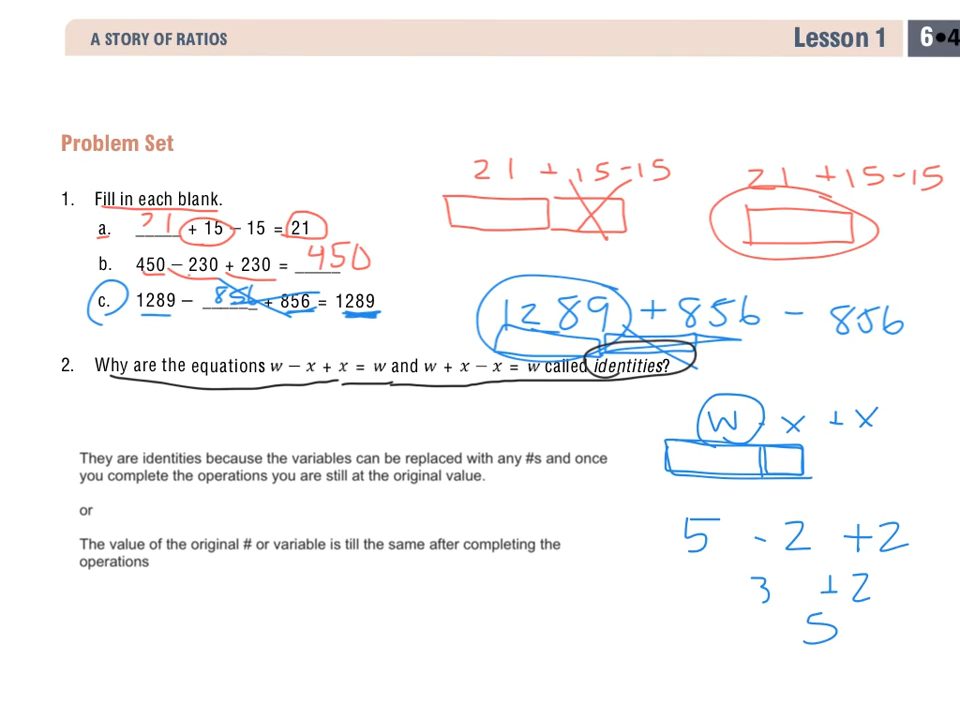 A STORY OF RATIOS
Lesson 1 6•4
Problem Set
1. Fill in each blank.
21 + 15 - 15
21 + 15 - 15
a. 21 + 15 − 15 = 21
b. 450 − 230 + 230 = 450
c. 1289 − 856 + 856 = 1289
1289 + 856 - 856
2. Why are the equations w − x + x = w and w + x − x = w called identities?
w - x + x
They are identities because the variables can be replaced with any #s and once
you complete the operations you are still at the original value.
or
The value of the original # or variable is till the same after completing the
operations
5 - 2 + 2
3 + 2
5